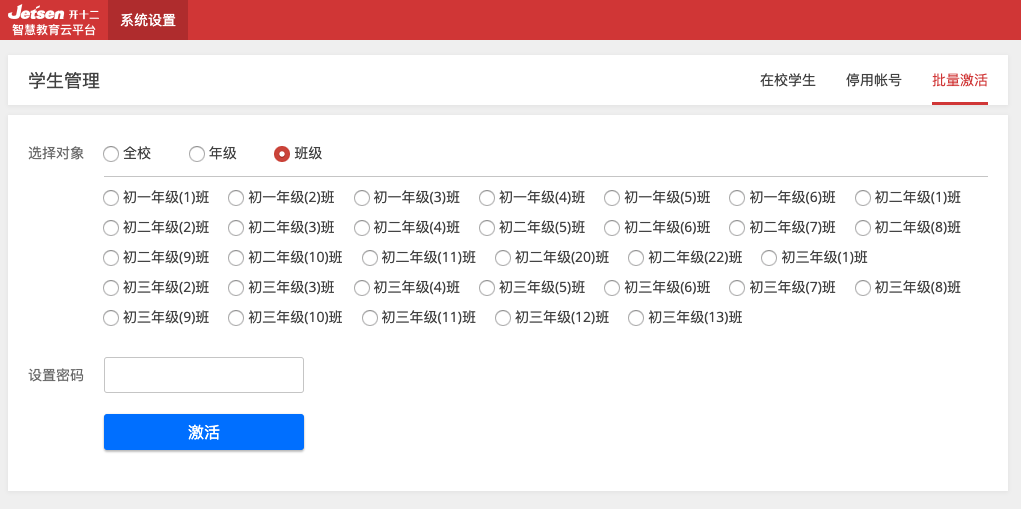 Jetsen 开十二
智慧教育云平台
系统设置
学生管理
在校学生 停用帐号 批量激活
选择对象 全校 年级 班级
初一年级(1)班 初一年级(2)班 初一年级(3)班 初一年级(4)班 初一年级(5)班 初一年级(6)班 初二年级(1)班
初二年级(2)班 初二年级(3)班 初二年级(4)班 初二年级(5)班 初二年级(6)班 初二年级(7)班 初二年级(8)班
初二年级(9)班 初二年级(10)班 初二年级(11)班 初二年级(20)班 初二年级(22)班 初三年级(1)班
初三年级(2)班 初三年级(3)班 初三年级(4)班 初三年级(5)班 初三年级(6)班 初三年级(7)班 初三年级(8)班
初三年级(9)班 初三年级(10)班 初三年级(11)班 初三年级(12)班 初三年级(13)班
设置密码
激活